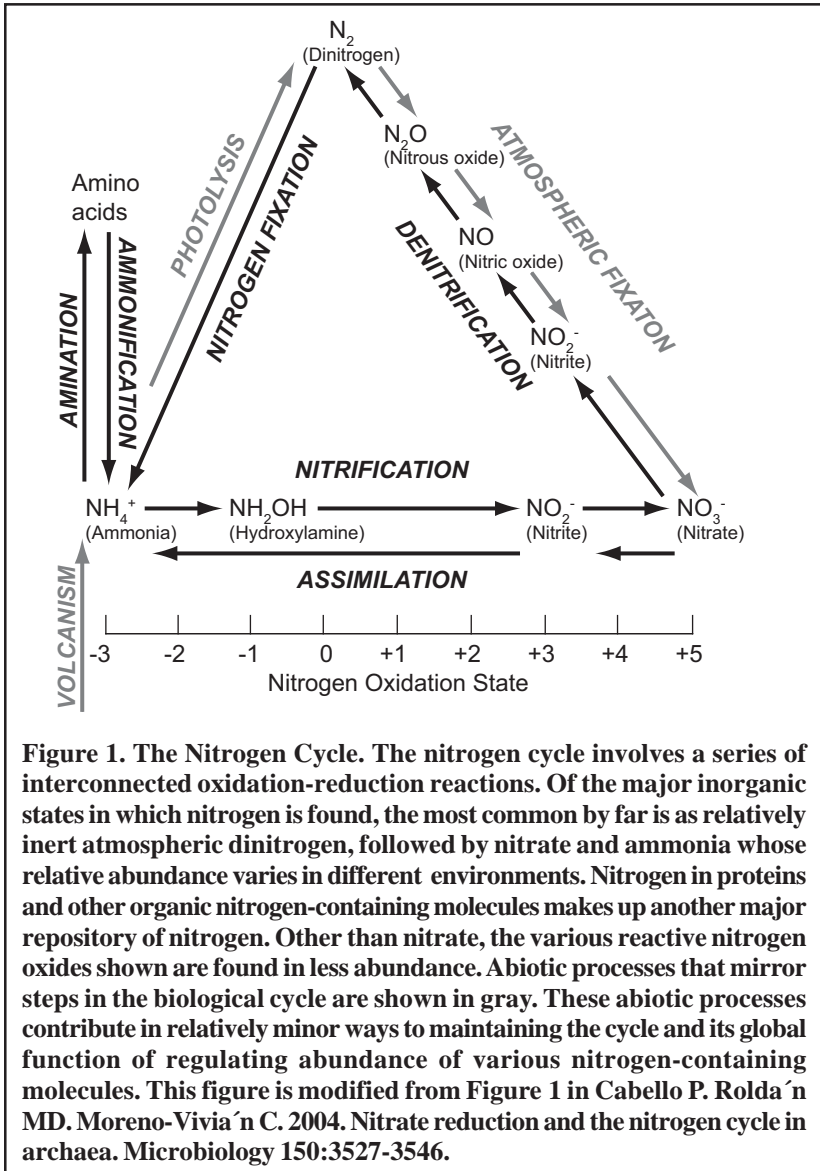 N₂
(Dinitrogen)
N₂O
(Nitrous oxide)
NO
(Nitric oxide)
NO₂⁻
(Nitrite)
ATMOSPHERIC FIXATON
DENITRIFICATION
PHOTOLYSIS
NITROGEN FIXATION
Amino
acids
AMINATION
AMMONIFICATION
NITRIFICATION
NH₄⁺
(Ammonia)
NH₂OH
(Hydroxylamine)
NO₂⁻
(Nitrite)
NO₃⁻
(Nitrate)
ASSIMILATION
VOLCANISM
-3 -2 -1 0 +1 +2 +3 +4 +5
Nitrogen Oxidation State
Figure 1. The Nitrogen Cycle. The nitrogen cycle involves a series of
interconnected oxidation-reduction reactions. Of the major inorganic
states in which nitrogen is found, the most common by far is as relatively
inert atmospheric dinitrogen, followed by nitrate and ammonia whose
relative abundance varies in different environments. Nitrogen in proteins
and other organic nitrogen-containing molecules makes up another major
repository of nitrogen. Other than nitrate, the various reactive nitrogen
oxides shown are found in less abundance. Abiotic processes that mirror
steps in the biological cycle are shown in gray. These abiotic processes
contribute in relatively minor ways to maintaining the cycle and its global
function of regulating abundance of various nitrogen-containing
molecules. This figure is modified from Figure 1 in Cabello P. Rolda´n
MD. Moreno-Vivia´n C. 2004. Nitrate reduction and the nitrogen cycle in
archaea. Microbiology 150:3527-3546.